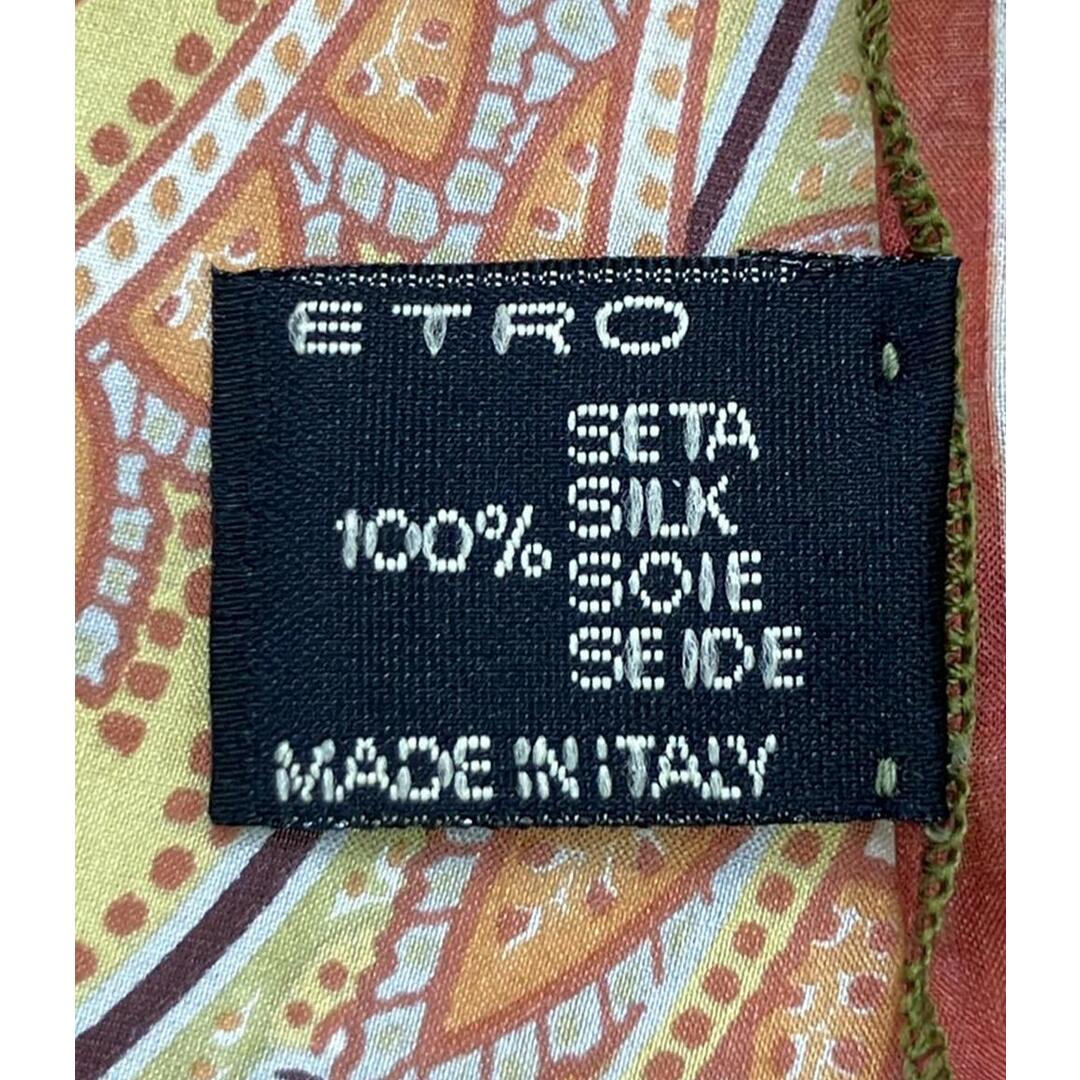 ETRO
SETA
SILK
100%
SOIE
SEIDE
MADE IN ITALY